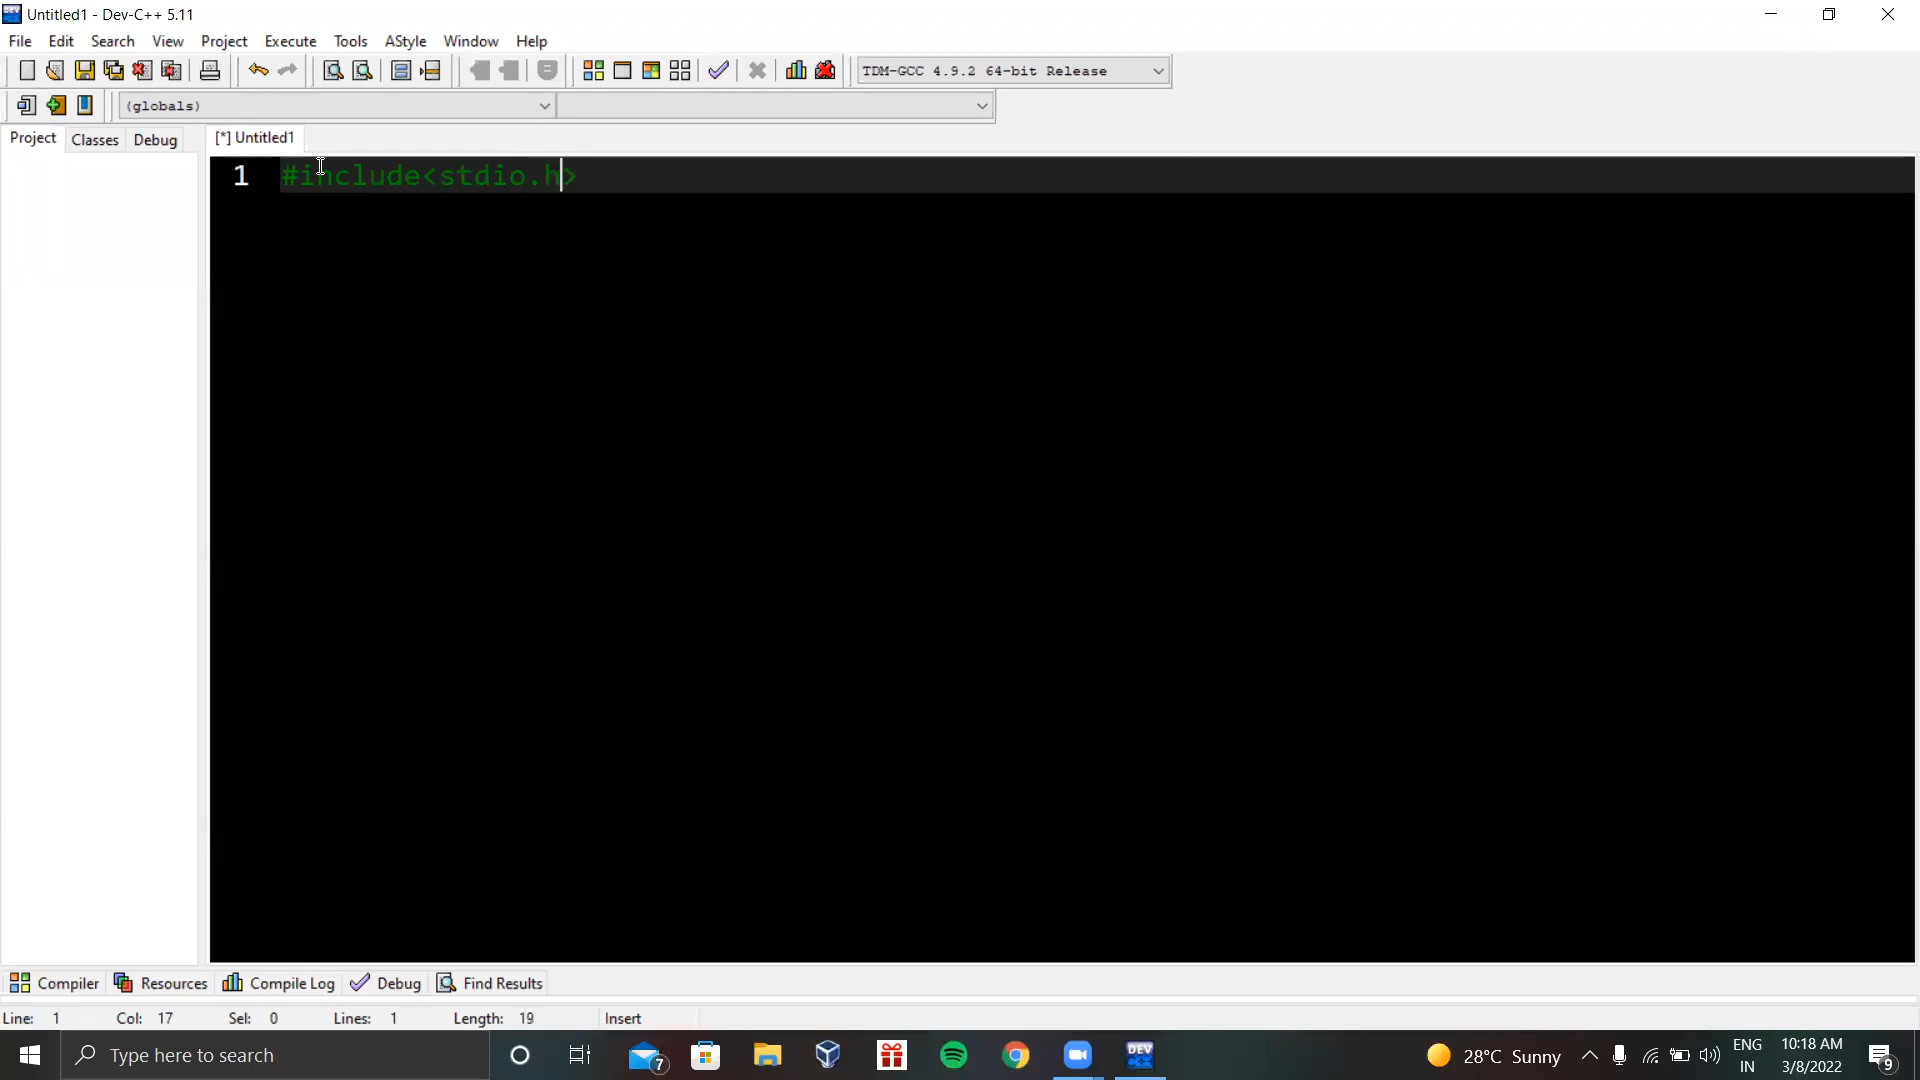 Untitled1 - Dev-C++ 5.11
File Edit Search View Project Execute Tools AStyle Window Help
TDM-GCC 4.9.2 64-bit Release
(globals)
Project Classes Debug [*] Untitled1
1 #include<stdio.h>
Compiler Resources Compile Log Debug Find Results
Line: 1 Col: 17 Sel: 0 Lines: 1 Length: 19 Insert
Type here to search 7 DEV C++ 28°C Sunny ENG 10:18 AM
IN 3/8/2022 9